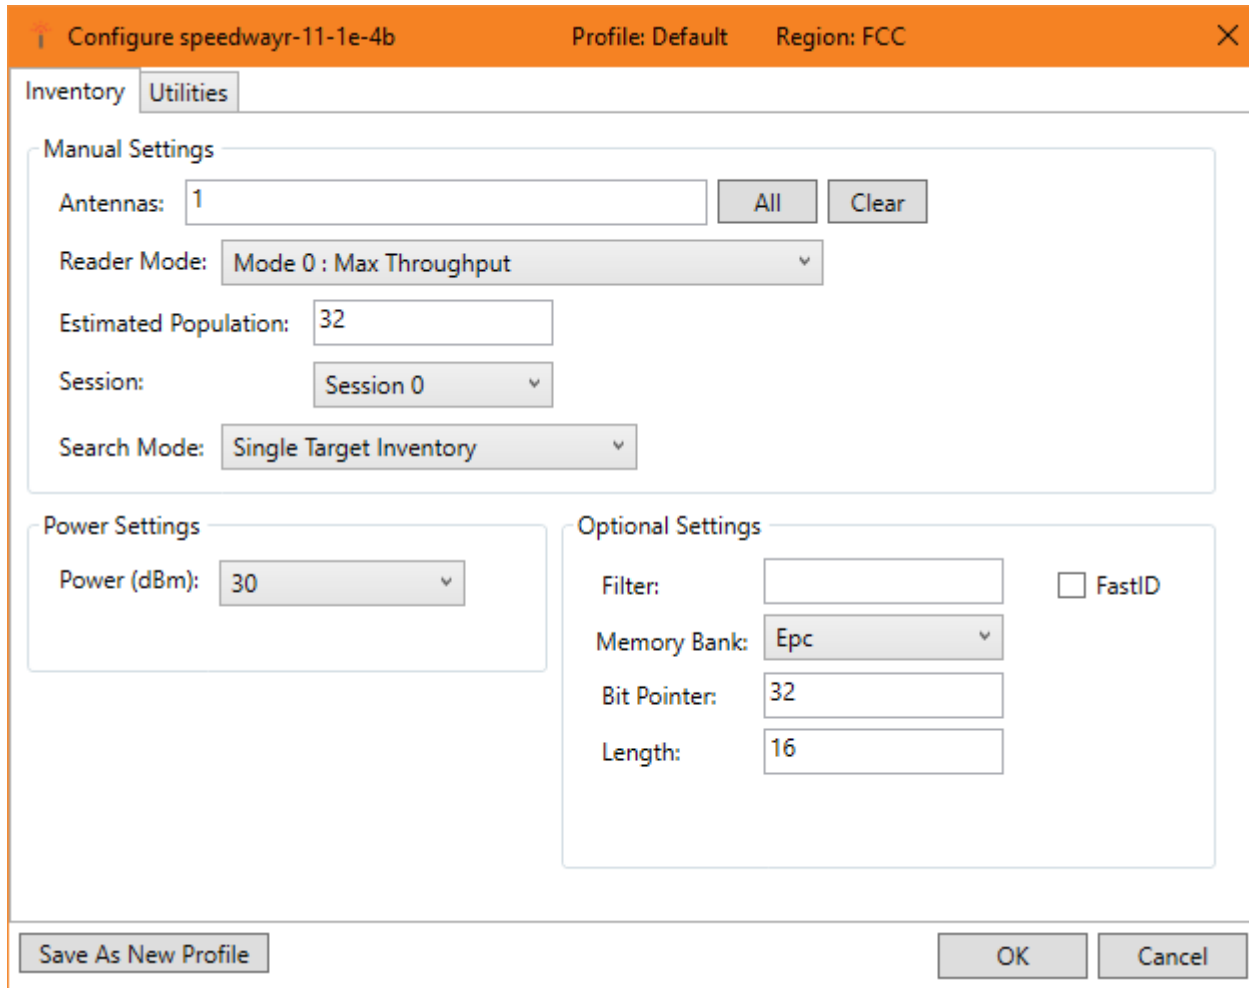 Configure speedwayr-11-1e-4b Profile: Default Region: FCC
Inventory Utilities
Manual Settings
Antennas: 1 All Clear
Reader Mode: Mode 0 : Max Throughput
Estimated Population: 32
Session: Session 0
Search Mode: Single Target Inventory
Power Settings
Power (dBm): 30
Optional Settings
Filter: FastID
Memory Bank: Epc
Bit Pointer: 32
Length: 16
Save As New Profile OK Cancel